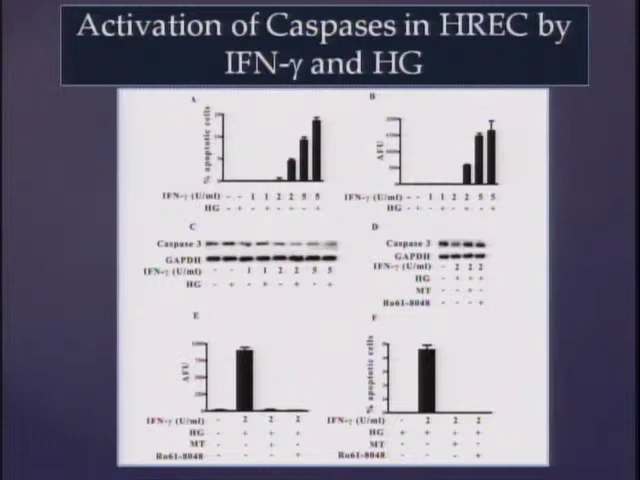 Activation of Caspases in HREC by
IFN-γ and HG
A
% apoptotic cells
IFN-γ (U/ml) - - 1 1 2 2 5 5
HG - + - + - + - +
B
AFU
IFN-γ (U/ml) - - 1 1 2 2 5 5
HG - + - + - + - +
C
Caspase 3
GAPDH
IFN-γ (U/ml) - - 1 1 2 2 5 5
HG - + - + - + - +
D
Caspase 3
GAPDH
IFN-γ (U/ml) - 2 2 2
HG - + + +
MT - - + -
Ro61-8048 - - - +
E
AFU
IFN-γ (U/ml) - 2 2 2
HG - + + +
MT - - + -
Ro61-8048 - - - +
F
% apoptotic cells
IFN-γ (U/ml) - 2 2 2
HG + + + +
MT - - + -
Ro61-8048 - - - +